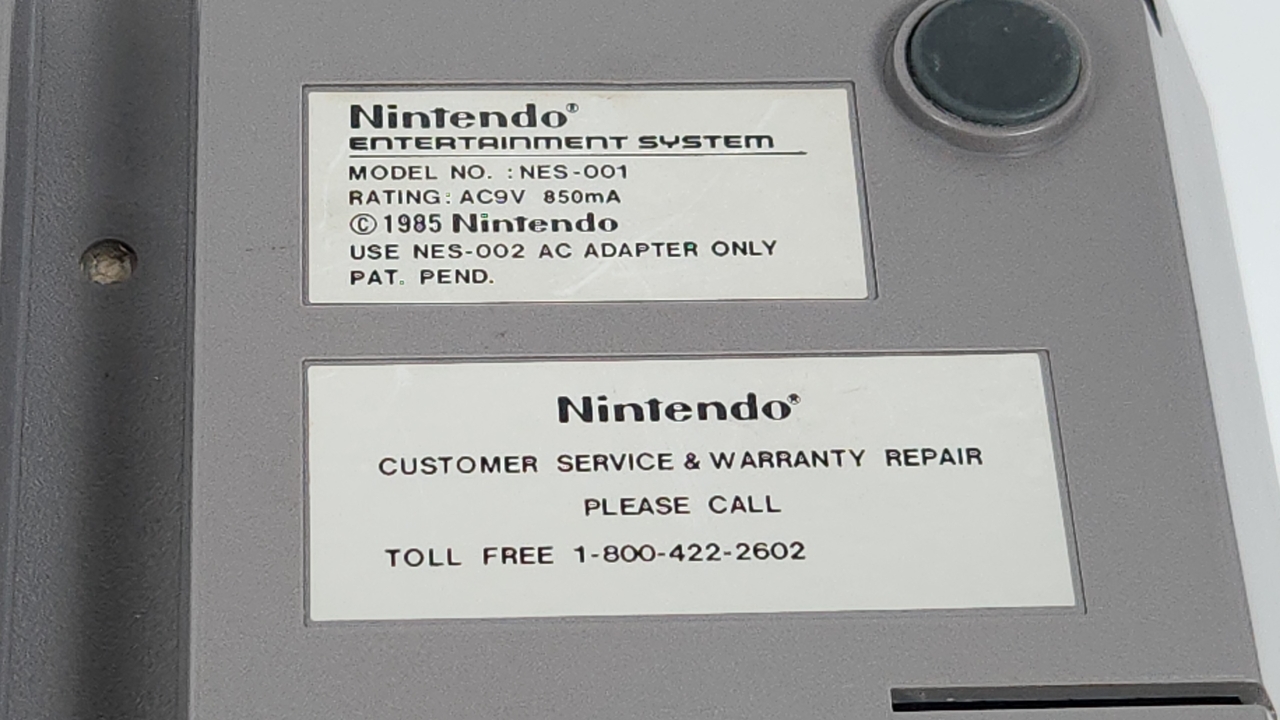 Nintendo®
ENTERTAINMENT SYSTEM
MODEL NO. : NES-001
RATING: AC9V 850mA
© 1985 Nintendo
USE NES-002 AC ADAPTER ONLY
PAT. PEND.
Nintendo®
CUSTOMER SERVICE & WARRANTY REPAIR
PLEASE CALL
TOLL FREE 1-800-422-2602